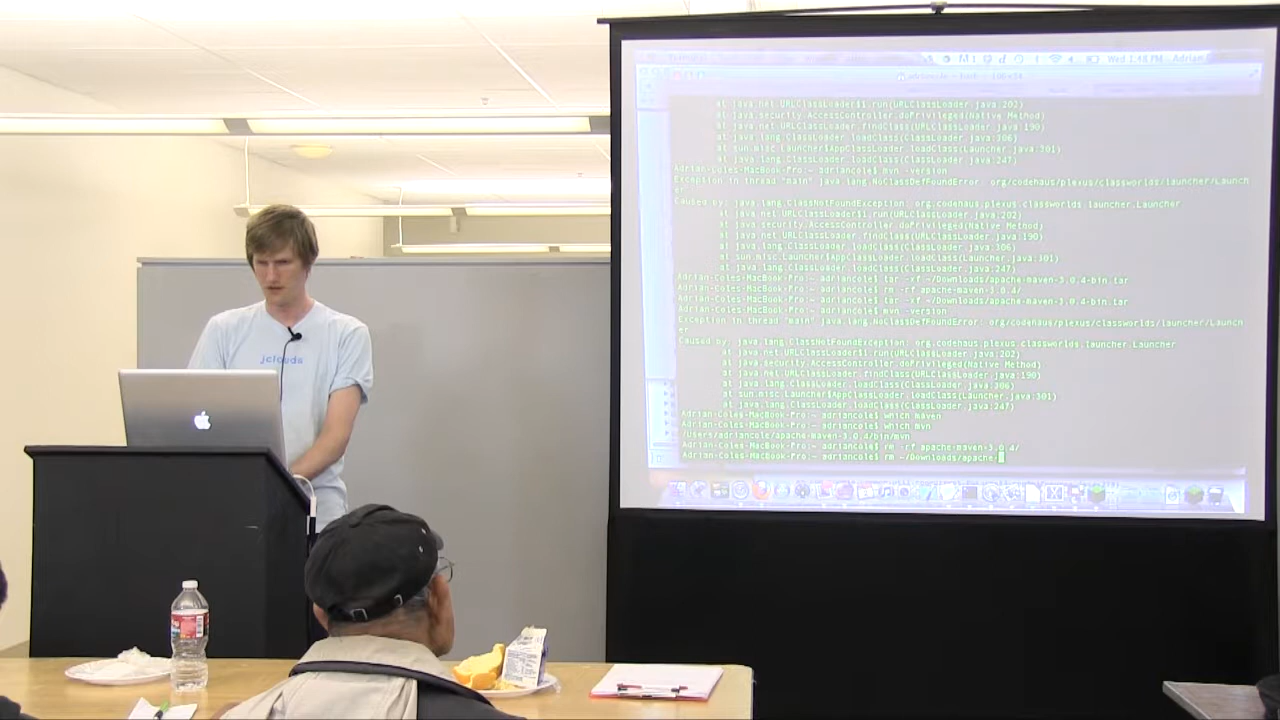 Wed 1:48 PM Adrian
adriancole — bash — 106×24
at java.net.URLClassLoader$1.run(URLClassLoader.java:202)
at java.security.AccessController.doPrivileged(Native Method)
at java.net.URLClassLoader.findClass(URLClassLoader.java:190)
at java.lang.ClassLoader.loadClass(ClassLoader.java:306)
at sun.misc.Launcher$AppClassLoader.loadClass(Launcher.java:301)
at java.lang.ClassLoader.loadClass(ClassLoader.java:247)
Adrian-Coles-MacBook-Pro:~ adriancole$ mvn -version
Exception in thread "main" java.lang.NoClassDefFoundError: org/codehaus/plexus/classworlds/launcher/Launch
er
Caused by: java.lang.ClassNotFoundException: org.codehaus.plexus.classworlds.launcher.Launcher
at java.net.URLClassLoader$1.run(URLClassLoader.java:202)
at java.security.AccessController.doPrivileged(Native Method)
at java.net.URLClassLoader.findClass(URLClassLoader.java:190)
at java.lang.ClassLoader.loadClass(ClassLoader.java:306)
at sun.misc.Launcher$AppClassLoader.loadClass(Launcher.java:301)
at java.lang.ClassLoader.loadClass(ClassLoader.java:247)
Adrian-Coles-MacBook-Pro:~ adriancole$ tar -xf ~/Downloads/apache-maven-3.0.4-bin.tar
Adrian-Coles-MacBook-Pro:~ adriancole$ rm -rf apache-maven-3.0.4/
Adrian-Coles-MacBook-Pro:~ adriancole$ tar -xf ~/Downloads/apache-maven-3.0.4-bin.tar
Adrian-Coles-MacBook-Pro:~ adriancole$ mvn -version
Exception in thread "main" java.lang.NoClassDefFoundError: org/codehaus/plexus/classworlds/launcher/Launch
er
Caused by: java.lang.ClassNotFoundException: org.codehaus.plexus.classworlds.launcher.Launcher
at java.net.URLClassLoader$1.run(URLClassLoader.java:202)
at java.security.AccessController.doPrivileged(Native Method)
at java.net.URLClassLoader.findClass(URLClassLoader.java:190)
at java.lang.ClassLoader.loadClass(ClassLoader.java:306)
at sun.misc.Launcher$AppClassLoader.loadClass(Launcher.java:301)
at java.lang.ClassLoader.loadClass(ClassLoader.java:247)
Adrian-Coles-MacBook-Pro:~ adriancole$ which maven
Adrian-Coles-MacBook-Pro:~ adriancole$ which mvn
/Users/adriancole/apache-maven-3.0.4/bin/mvn
Adrian-Coles-MacBook-Pro:~ adriancole$ rm -rf apache-maven-3.0.4/
Adrian-Coles-MacBook-Pro:~ adriancole$ rm ~/Downloads/apache-
jclouds